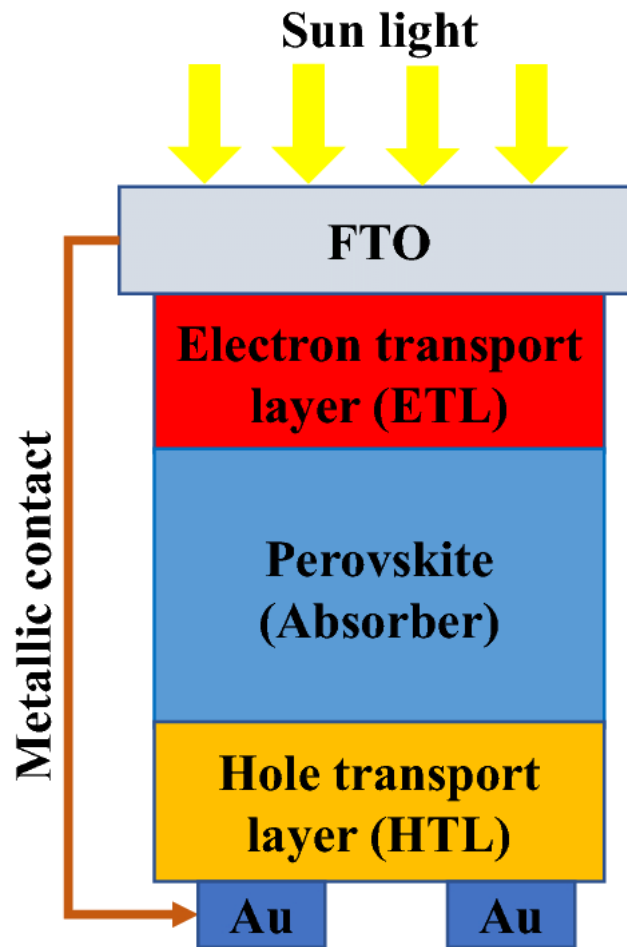 Sun light
FTO
Electron transport
layer (ETL)
Perovskite
(Absorber)
Metallic contact
Hole transport
layer (HTL)
Au
Au